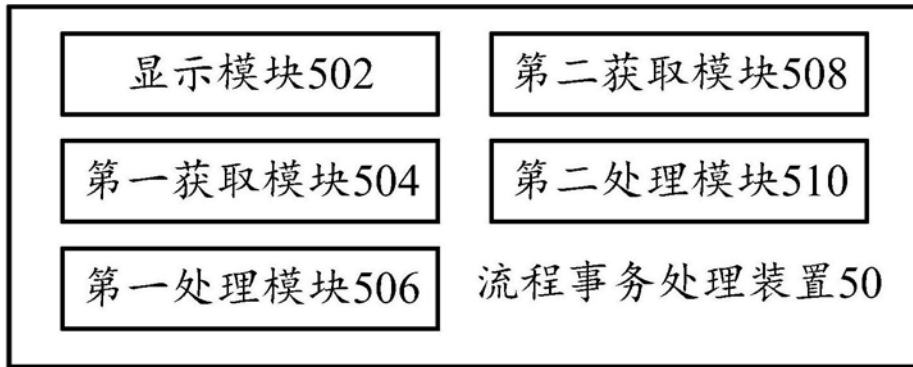 显示模块502
第一获取模块504
第一处理模块506
第二获取模块508
第二处理模块510
流程事务处理装置50